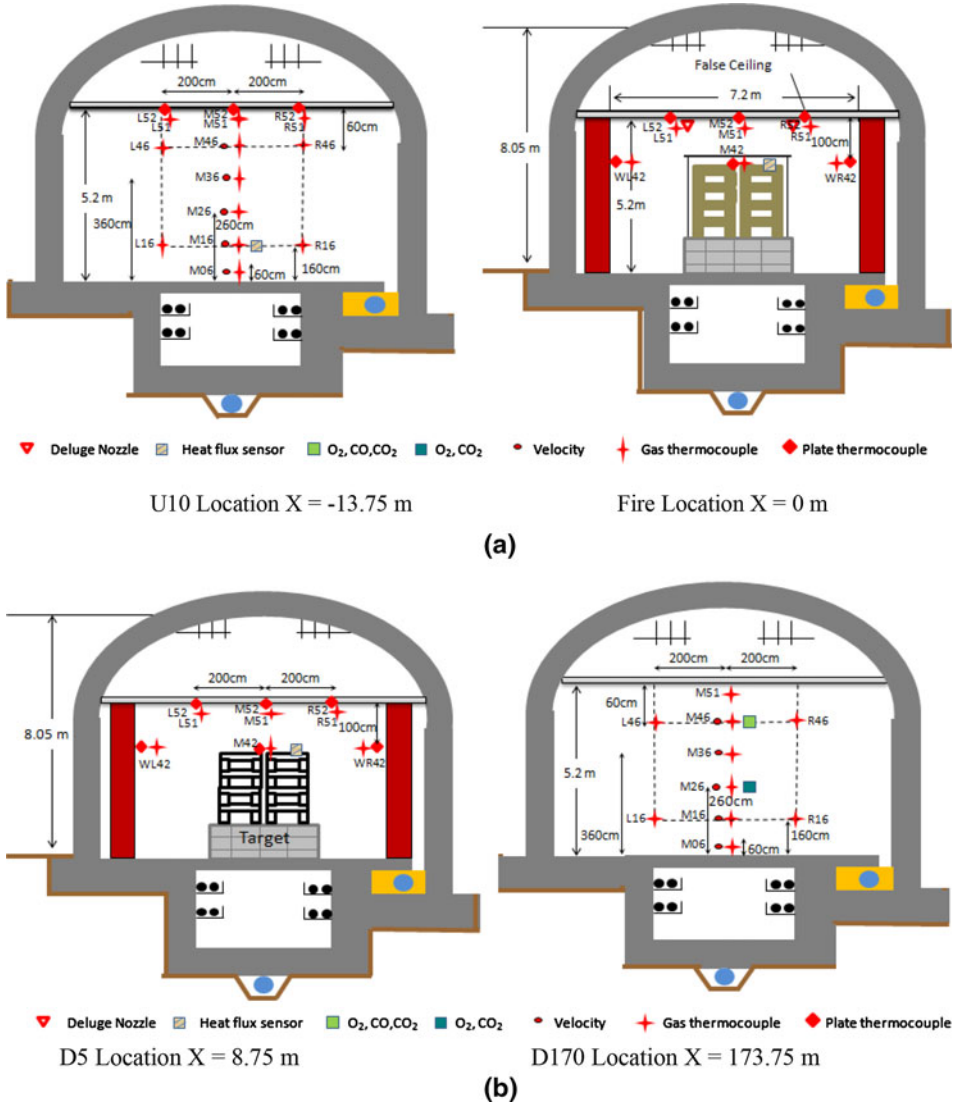 200cm 200cm
L52 M52 R52
L51 M51 R51
60cm
L46 M46 R46
M36
5.2 m
360cm
M26
260cm
L16 M16 R16
M06
60cm
160cm
False Ceiling
7.2 m
L52 M52 R52
L51 M51 R51
M42
100cm
8.05 m
WL42 WR42
5.2m
Deluge Nozzle Heat flux sensor O2, CO,CO2 O2, CO2 Velocity Gas thermocouple Plate thermocouple
U10 Location X = -13.75 m
Fire Location X = 0 m
(a)
200cm 200cm
L52 M52 R52
L51 M51 R51
100cm
8.05 m
M42
WL42 WR42
Target
200cm 200cm
M51
60cm
L46 M46 R46
M36
5.2 m
M26
260cm
360cm
L16 M16 R16
160cm
M06
60cm
Deluge Nozzle Heat flux sensor O2, CO,CO2 O2, CO2 Velocity Gas thermocouple Plate thermocouple
D5 Location X = 8.75 m
D170 Location X = 173.75 m
(b)